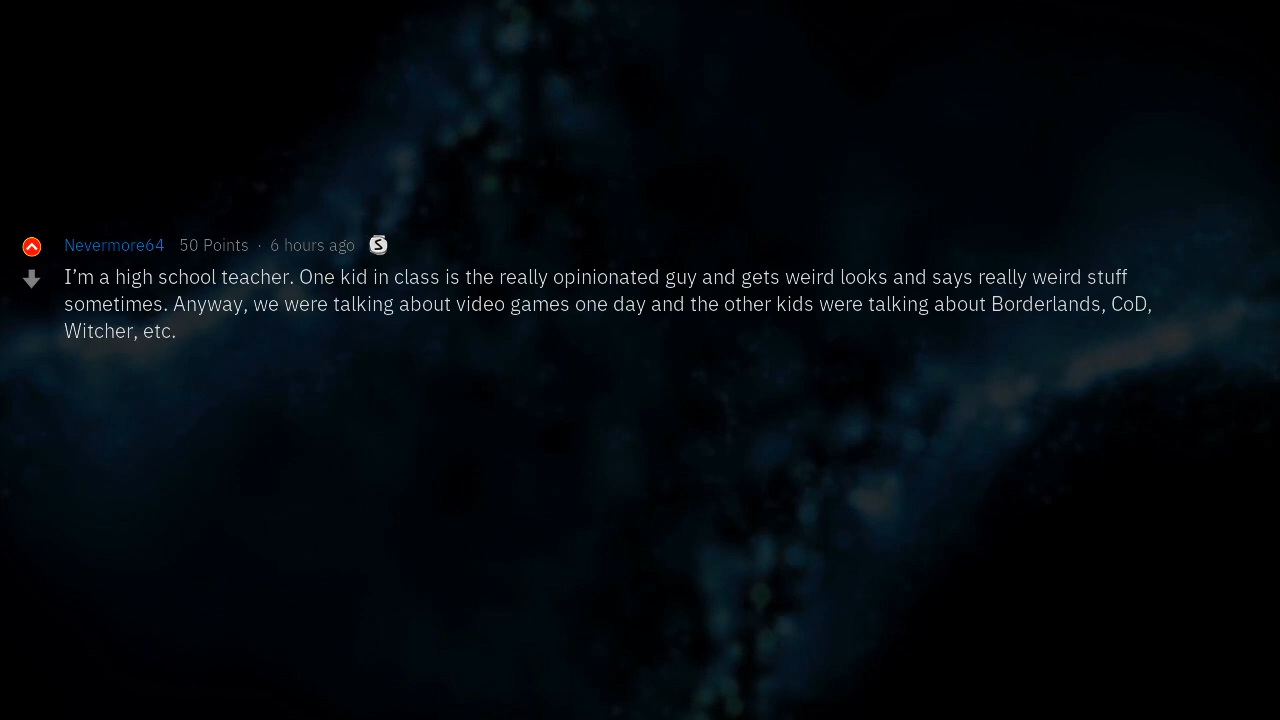 Nevermore64 50 Points · 6 hours ago S
I’m a high school teacher. One kid in class is the really opinionated guy and gets weird looks and says really weird stuff
sometimes. Anyway, we were talking about video games one day and the other kids were talking about Borderlands, CoD,
Witcher, etc.